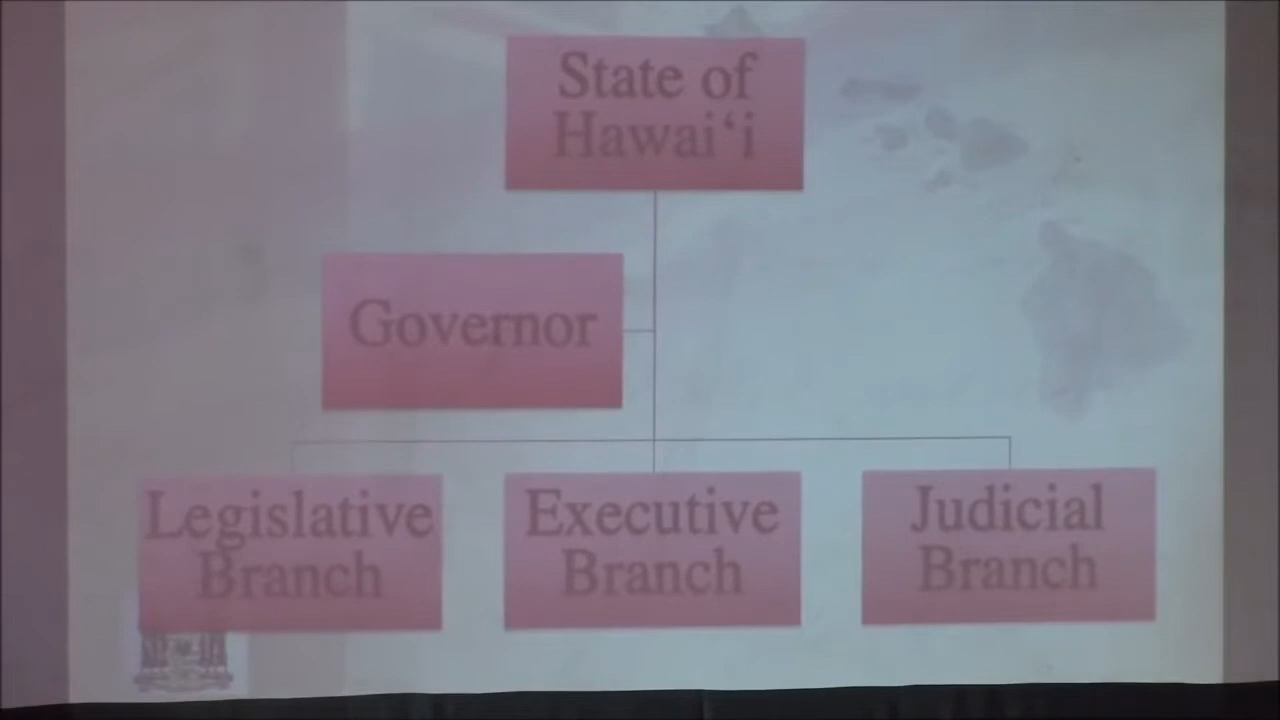 State of
Hawaiʻi
Governor
Legislative
Branch
Executive
Branch
Judicial
Branch